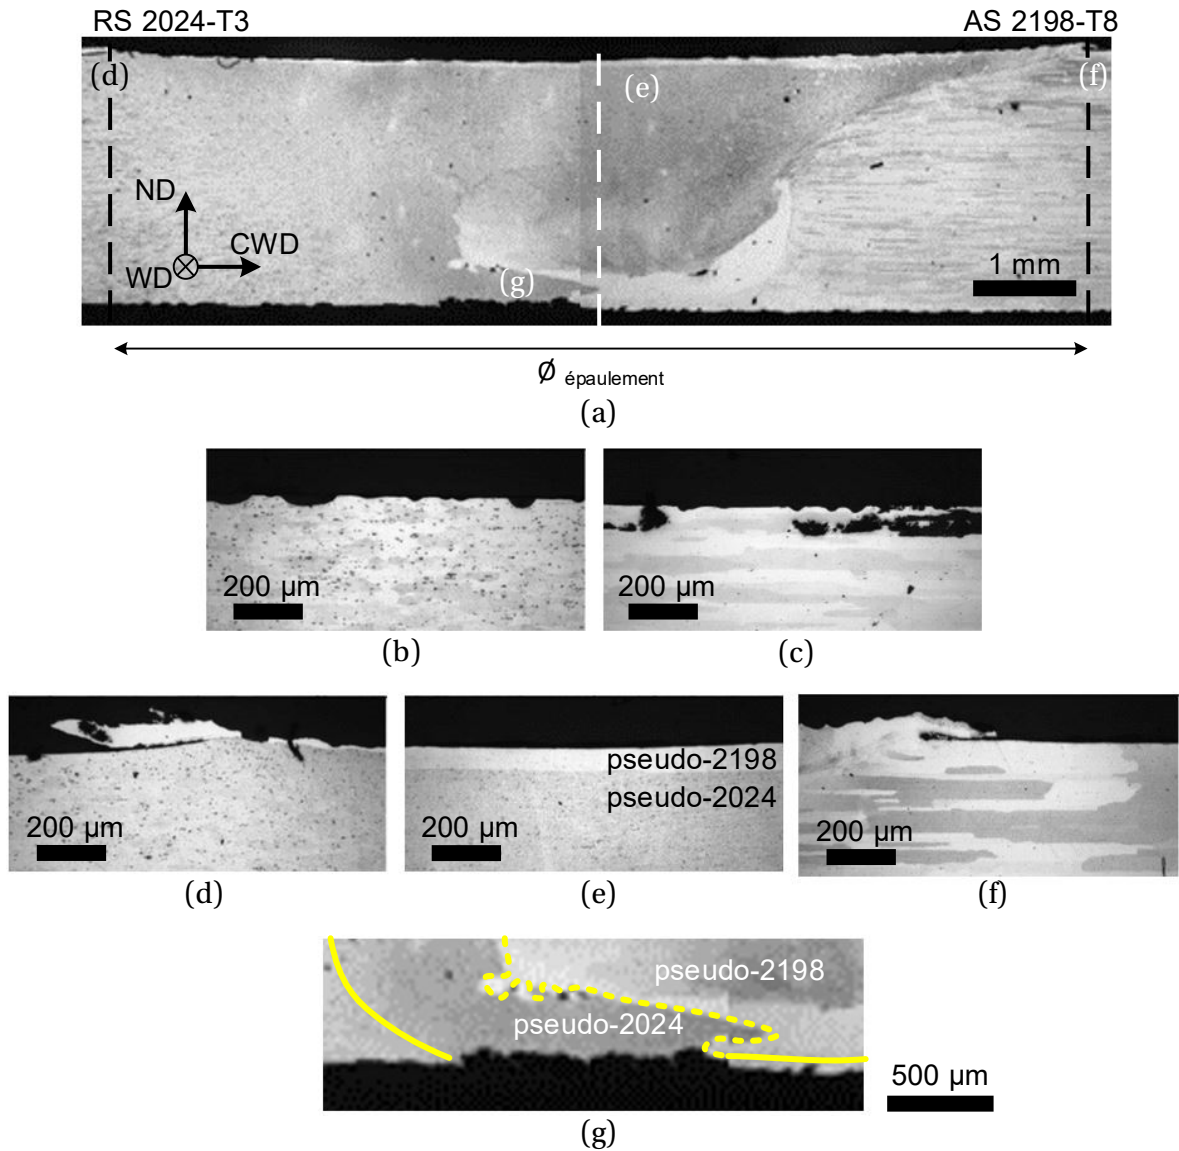 RS 2024-T3
AS 2198-T8
(d)
(e)
(f)
ND
CWD
WD
(g)
1 mm
Ø épaulement
(a)
200 µm
200 µm
(b)
(c)
pseudo-2198
pseudo-2024
200 µm
200 µm
200 µm
(d)
(e)
(f)
pseudo-2198
pseudo-2024
500 µm
(g)